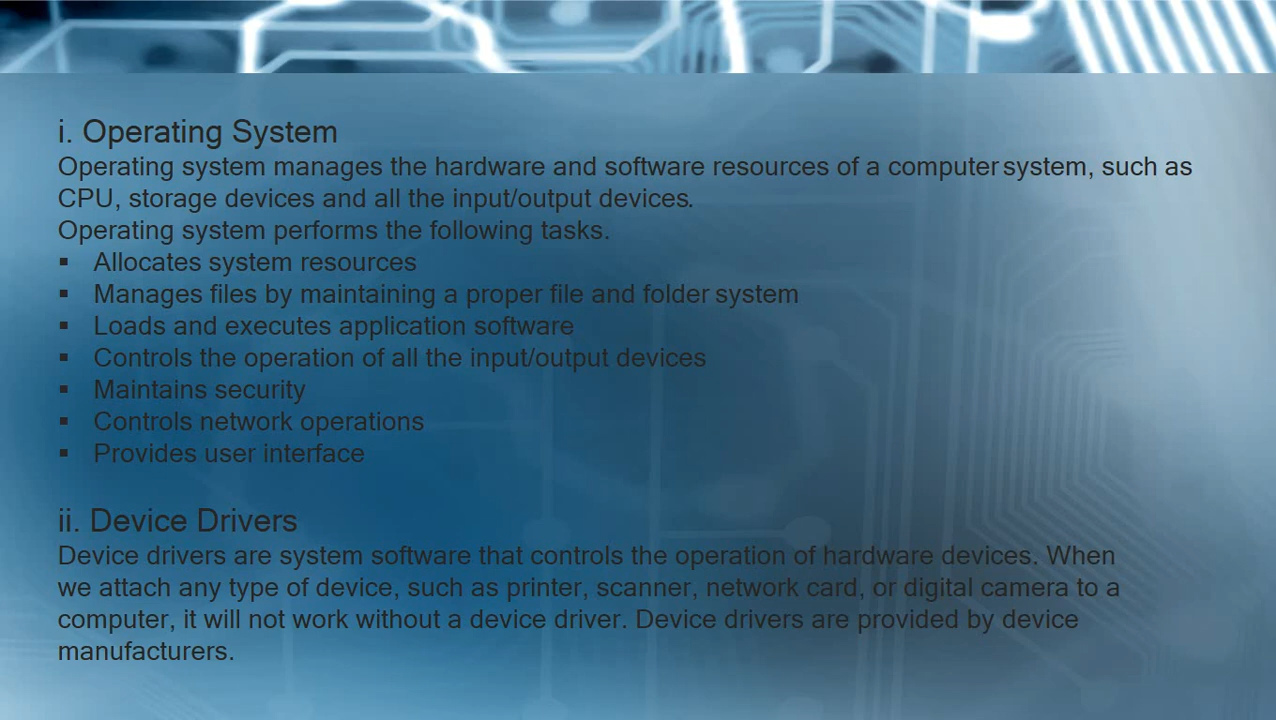 i. Operating System
Operating system manages the hardware and software resources of a computer system, such as
CPU, storage devices and all the input/output devices.
Operating system performs the following tasks.
▪ Allocates system resources
▪ Manages files by maintaining a proper file and folder system
▪ Loads and executes application software
▪ Controls the operation of all the input/output devices
▪ Maintains security
▪ Controls network operations
▪ Provides user interface
ii. Device Drivers
Device drivers are system software that controls the operation of hardware devices. When
we attach any type of device, such as printer, scanner, network card, or digital camera to a
computer, it will not work without a device driver. Device drivers are provided by device
manufacturers.